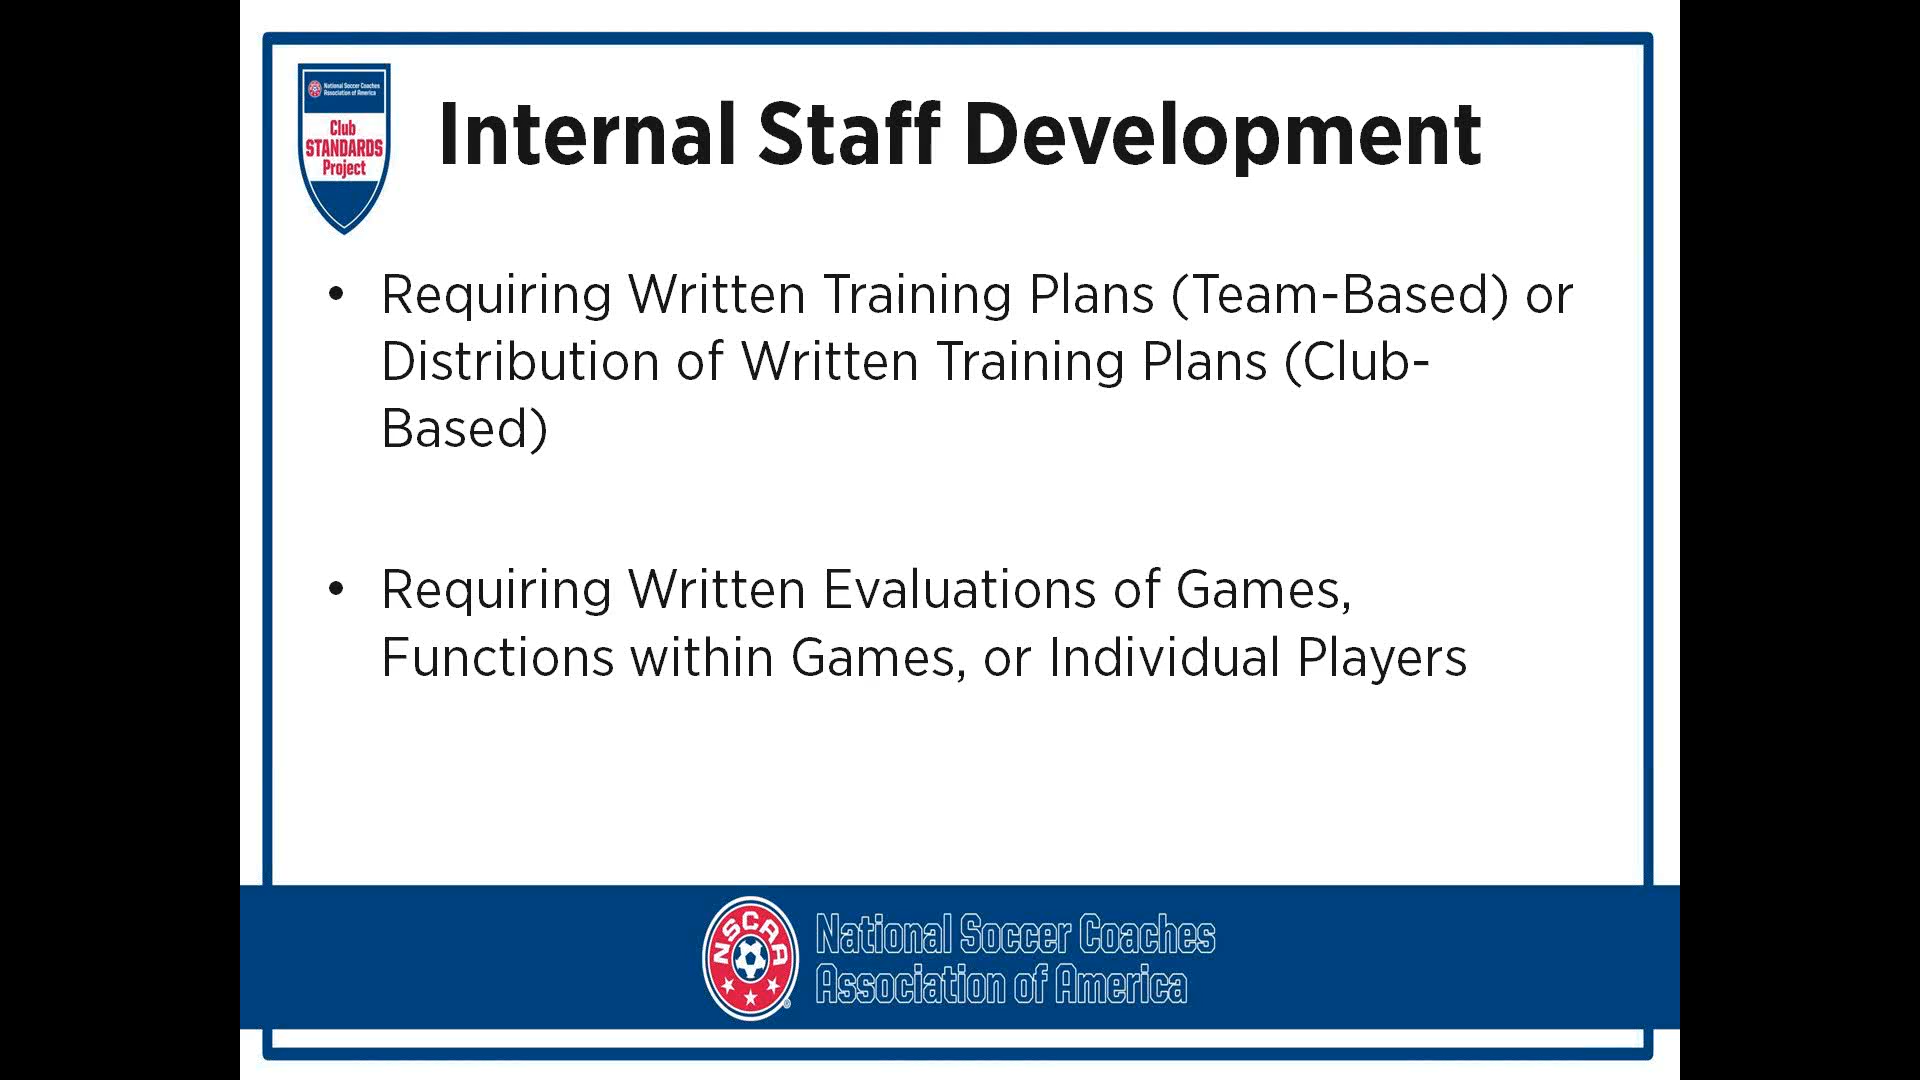 National Soccer Coaches
Association of America
Club
STANDARDS
Project
Internal Staff Development
• Requiring Written Training Plans (Team-Based) or
Distribution of Written Training Plans (Club-
Based)
• Requiring Written Evaluations of Games,
Functions within Games, or Individual Players
NSCAA
National Soccer Coaches
Association of America